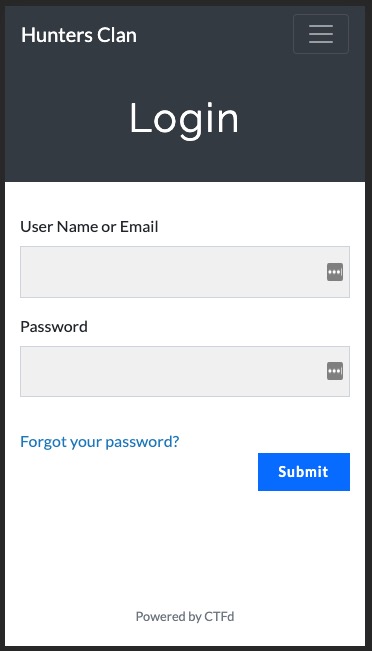 Hunters Clan
Login
User Name or Email
Password
Forgot your password?
Submit
Powered by CTFd